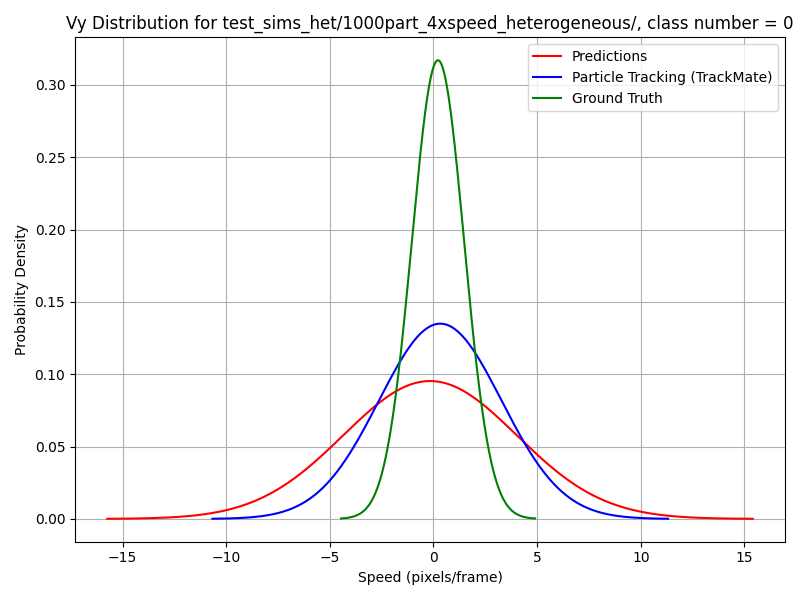 Vy Distribution for test_sims_het/1000part_4xspeed_heterogeneous/, class number = 0
Predictions
Particle Tracking (TrackMate)
Ground Truth
Probability Density
0.30
0.25
0.20
0.15
0.10
0.05
0.00
−15
−10
−5
0
5
10
15
Speed (pixels/frame)